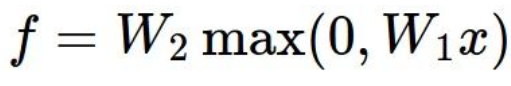 f = W₂ max(0, W₁x)